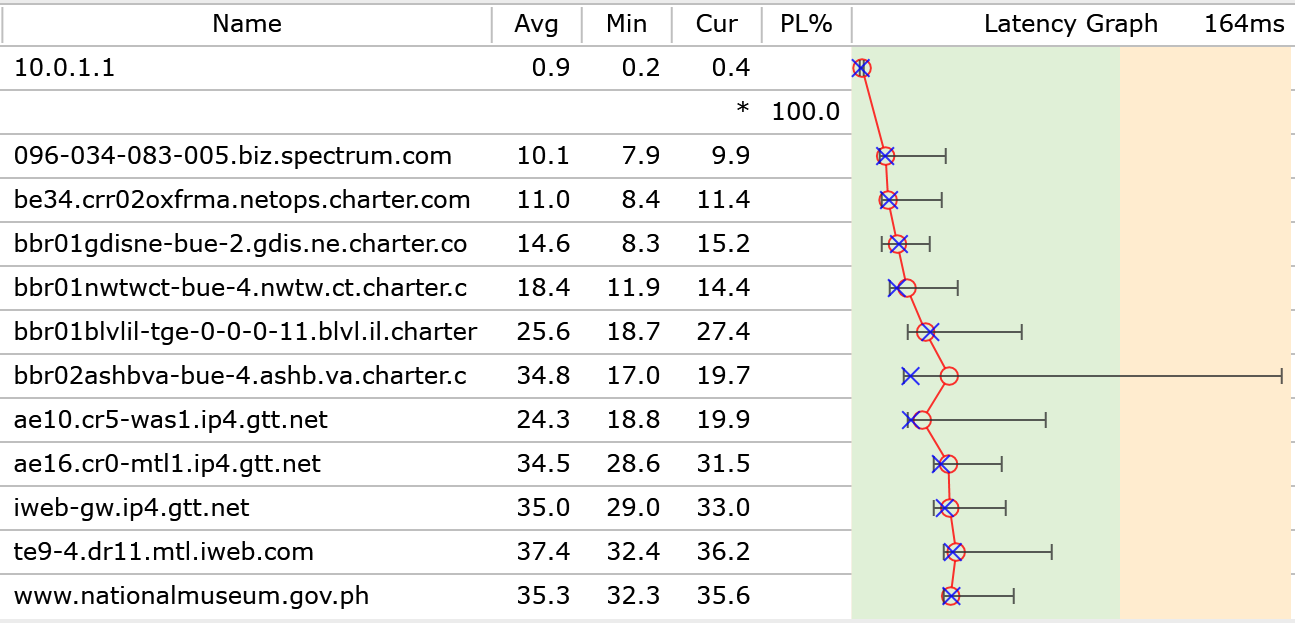 Name Avg Min Cur PL% Latency Graph 164ms
10.0.1.1 0.9 0.2 0.4
* 100.0
096-034-083-005.biz.spectrum.com 10.1 7.9 9.9
be34.crr02oxfrma.netops.charter.com 11.0 8.4 11.4
bbr01gdisne-bue-2.gdis.ne.charter.co 14.6 8.3 15.2
bbr01nwtwct-bue-4.nwtw.ct.charter.c 18.4 11.9 14.4
bbr01blvlil-tge-0-0-0-11.blvl.il.charter 25.6 18.7 27.4
bbr02ashbva-bue-4.ashb.va.charter.c 34.8 17.0 19.7
ae10.cr5-was1.ip4.gtt.net 24.3 18.8 19.9
ae16.cr0-mtl1.ip4.gtt.net 34.5 28.6 31.5
iweb-gw.ip4.gtt.net 35.0 29.0 33.0
te9-4.dr11.mtl.iweb.com 37.4 32.4 36.2
www.nationalmuseum.gov.ph 35.3 32.3 35.6